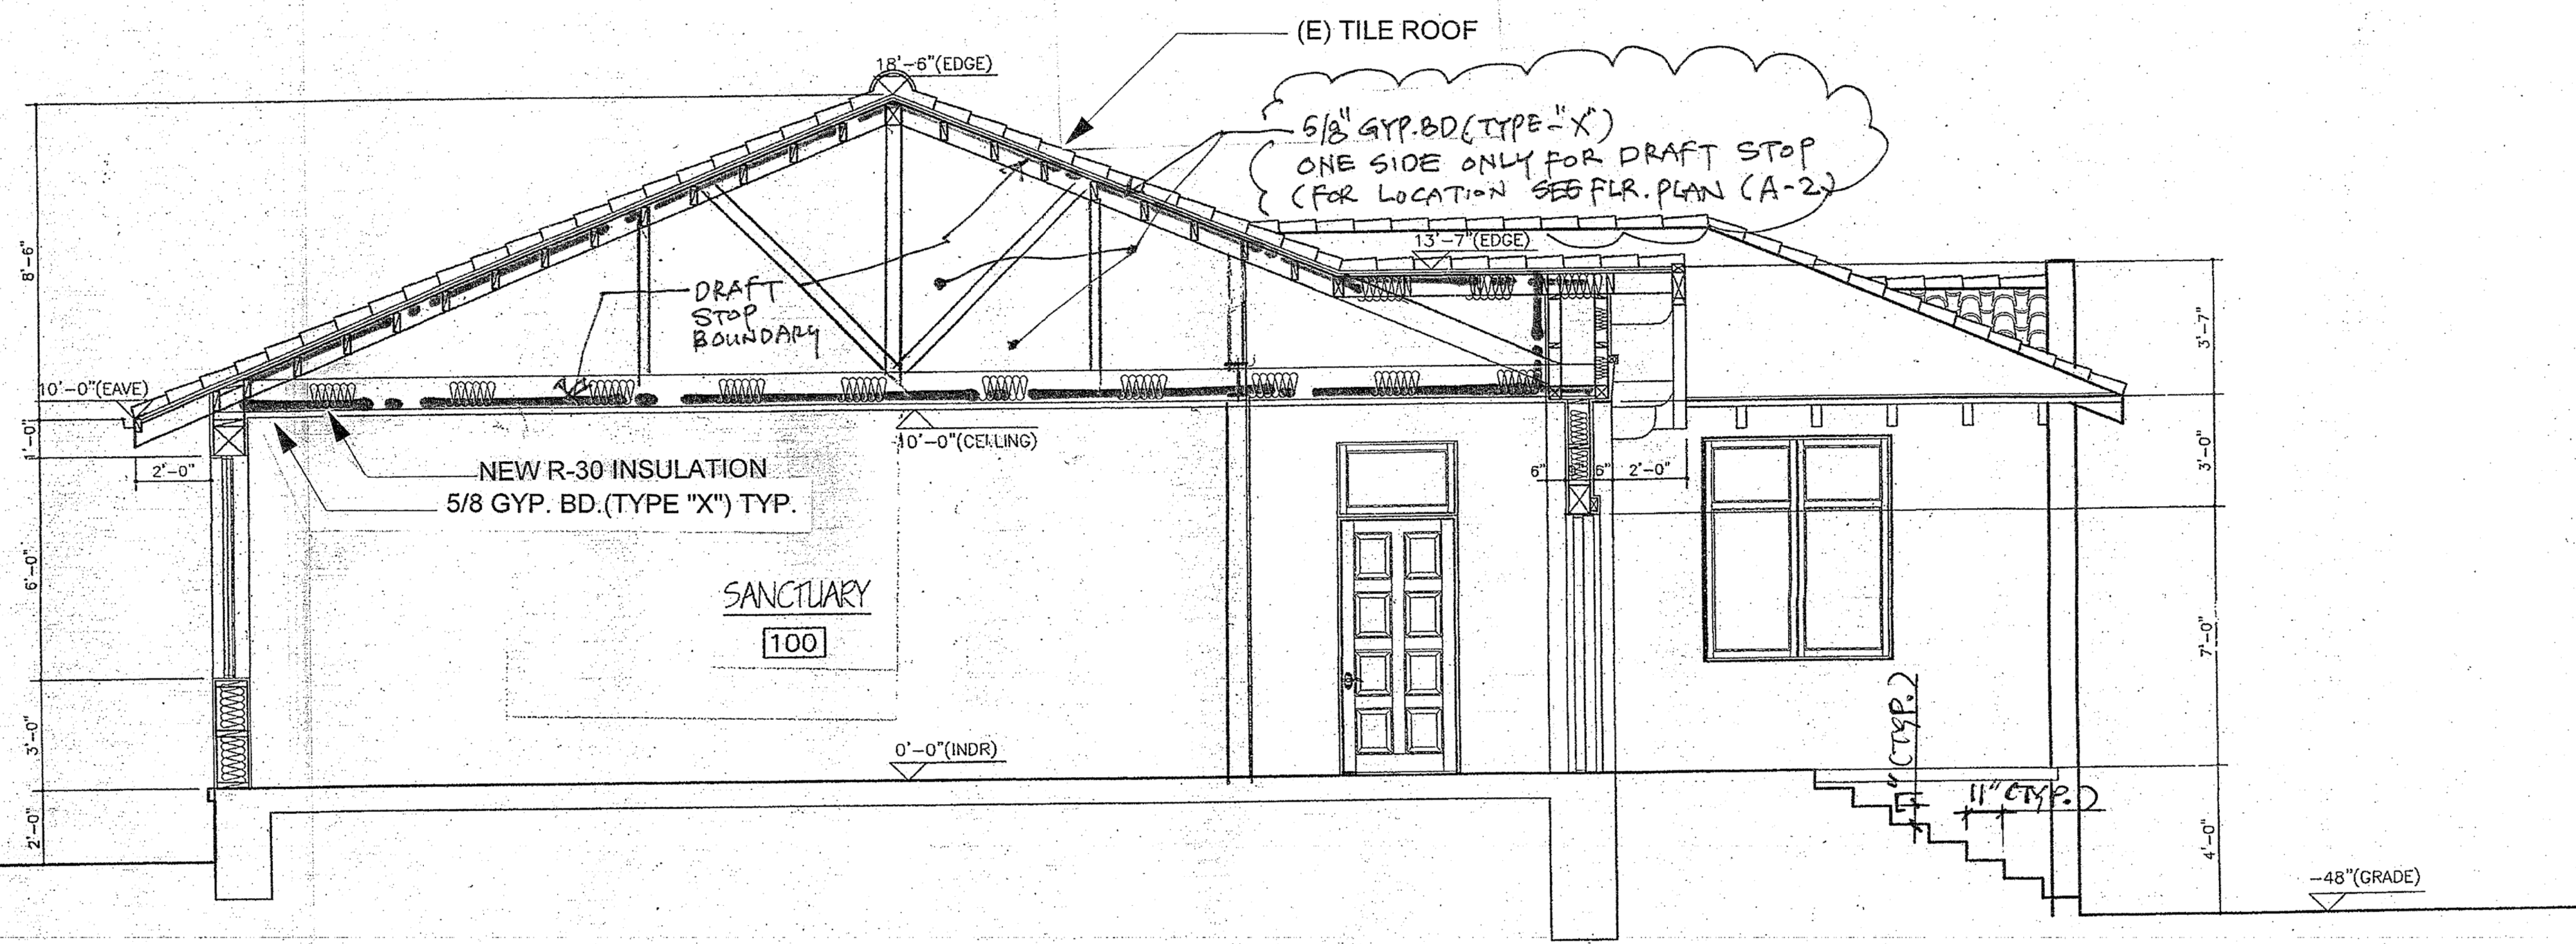 (E) TILE ROOF
18'-6"(EDGE)
5/8" GYP.BD(TYPE-"X")
ONE SIDE ONLY FOR DRAFT STOP
(FOR LOCATION SEE FLR. PLAN (A-2)
13'-7"(EDGE)
8'-6"
DRAFT
STOP
BOUNDARY
3'-7"
10'-0"(EAVE)
1'-0"
2'-0"
10'-0"(CEILING)
NEW R-30 INSULATION
5/8 GYP. BD.(TYPE "X") TYP.
6"
6"
2'-0"
3'-0"
6'-0"
SANCTUARY
100
7'-0"
3'-0"
0'-0"(INDR)
(TYP.)
11" (TYP.)
2'-0"
4'-0"
-48"(GRADE)